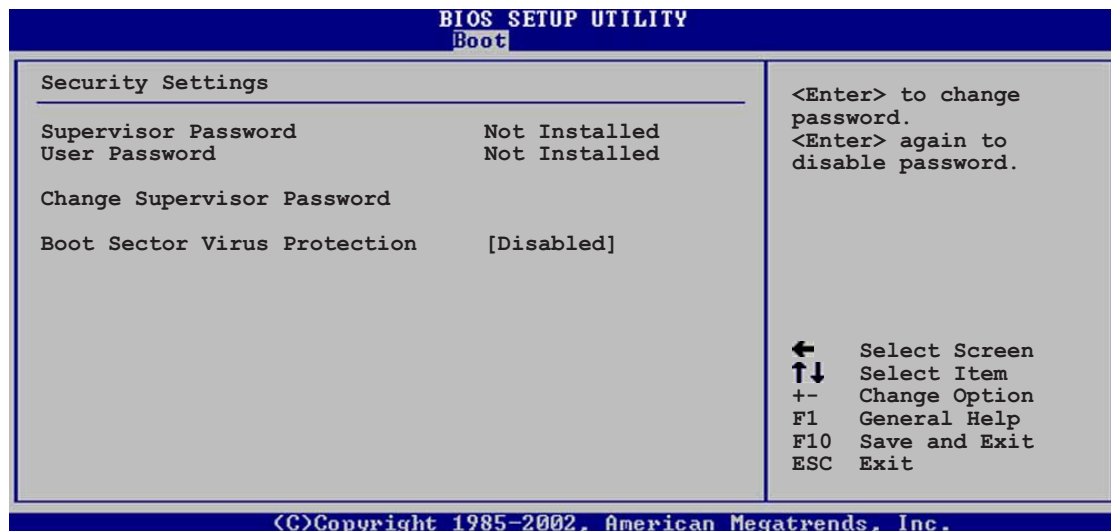 BIOS SETUP UTILITY
Boot
Security Settings
Supervisor Password Not Installed
User Password Not Installed
Change Supervisor Password
Boot Sector Virus Protection [Disabled]
<Enter> to change
password.
<Enter> again to
disable password.
← Select Screen
↑↓ Select Item
+- Change Option
F1 General Help
F10 Save and Exit
ESC Exit
(C)Copyright 1985-2002, American Megatrends, Inc.